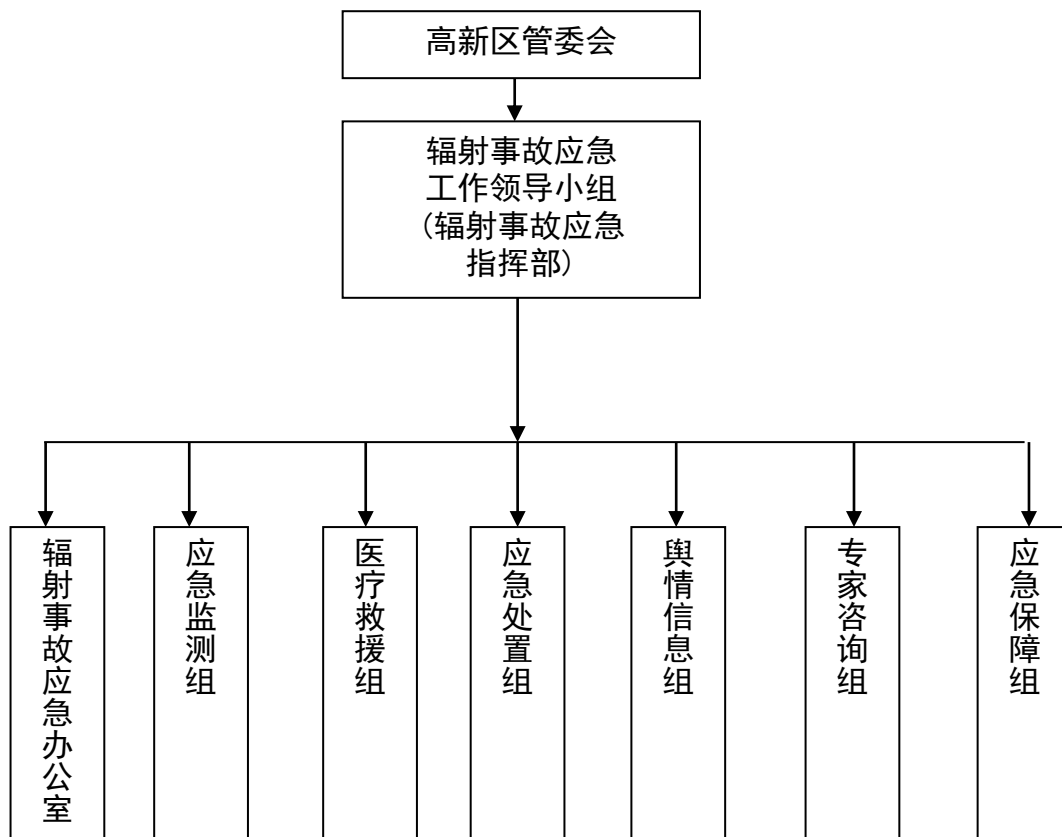 高新区管委会
辐射事故应急
工作领导小组
(辐射事故应急
指挥部)
辐射事故应急办公室
应急监测组
医疗救援组
应急处置组
舆情信息组
专家咨询组
应急保障组